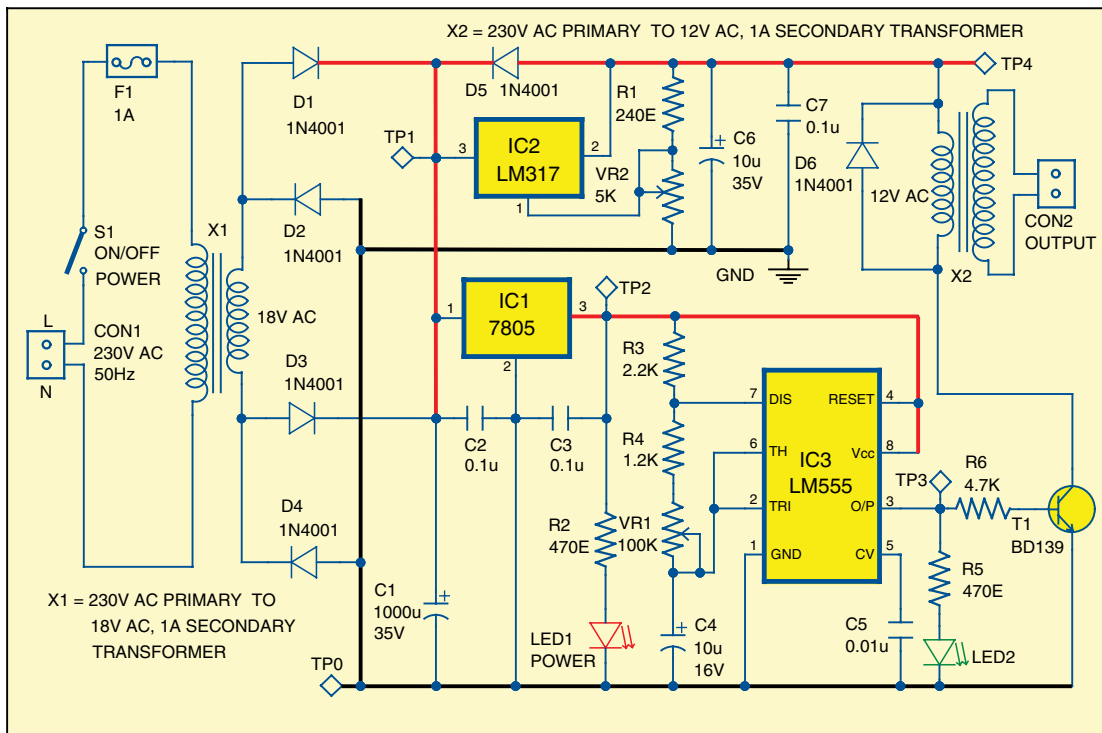 X2 = 230V AC PRIMARY TO 12V AC, 1A SECONDARY TRANSFORMER
F1
1A
D1
1N4001
D5
1N4001
TP4
R1
240E
C7
0.1u
TP1
3
IC2
LM317
2
1
VR2
5K
C6
10u
35V
D6
1N4001
12V AC
CON2
OUTPUT
X2
S1
ON/OFF
POWER
X1
D2
1N4001
GND
L
N
CON1
230V AC
50Hz
18V AC
1
IC1
7805
3
2
TP2
D3
1N4001
R3
2.2K
C2
0.1u
C3
0.1u
R4
1.2K
7
DIS
RESET
4
6
TH
IC3
LM555
Vcc
8
2
TRI
O/P
3
1
GND
CV
5
TP3
R6
4.7K
T1
BD139
D4
1N4001
R2
470E
VR1
100K
R5
470E
X1 = 230V AC PRIMARY TO
18V AC, 1A SECONDARY
TRANSFORMER
C1
1000u
35V
LED1
POWER
C4
10u
16V
C5
0.01u
LED2
TP0